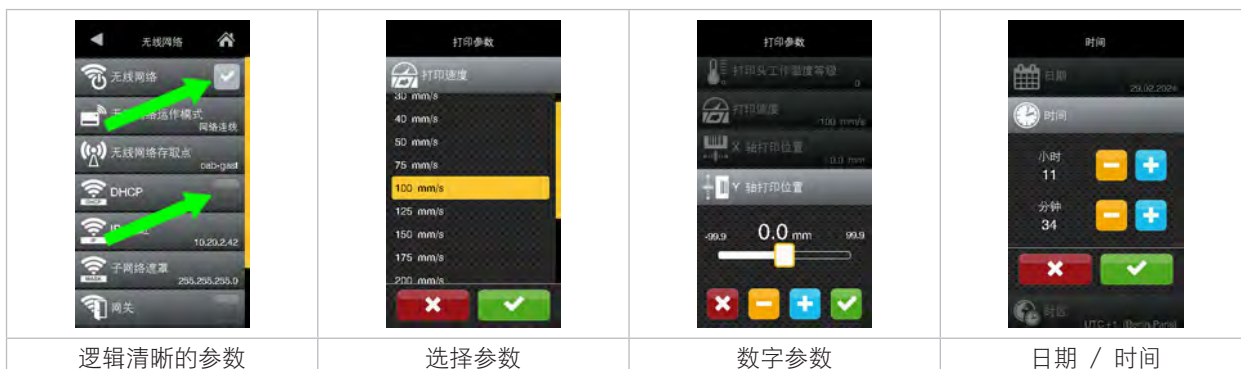 无线网络
无线网络
无线网络运作模式
网络连线
无线网络存取点
cab-gast
DHCP
DHCP
IP
IP
10.20.2.42
子网络遮罩
MASK
255.255.255.0
网关
逻辑清晰的参数
打印参数
打印速度
30 mm/s
40 mm/s
50 mm/s
75 mm/s
100 mm/s
125 mm/s
150 mm/s
175 mm/s
200 mm/s
选择参数
打印参数
打印头工作温度等级
0
打印速度
100 mm/s
X 轴打印位置
0.0 mm
Y 轴打印位置
-99.9 0.0 mm 99.9
数字参数
时间
日期
29.02.2024
时间
小时
11
分钟
34
时区
UTC+1 (Berlin,Paris)
日期 / 时间